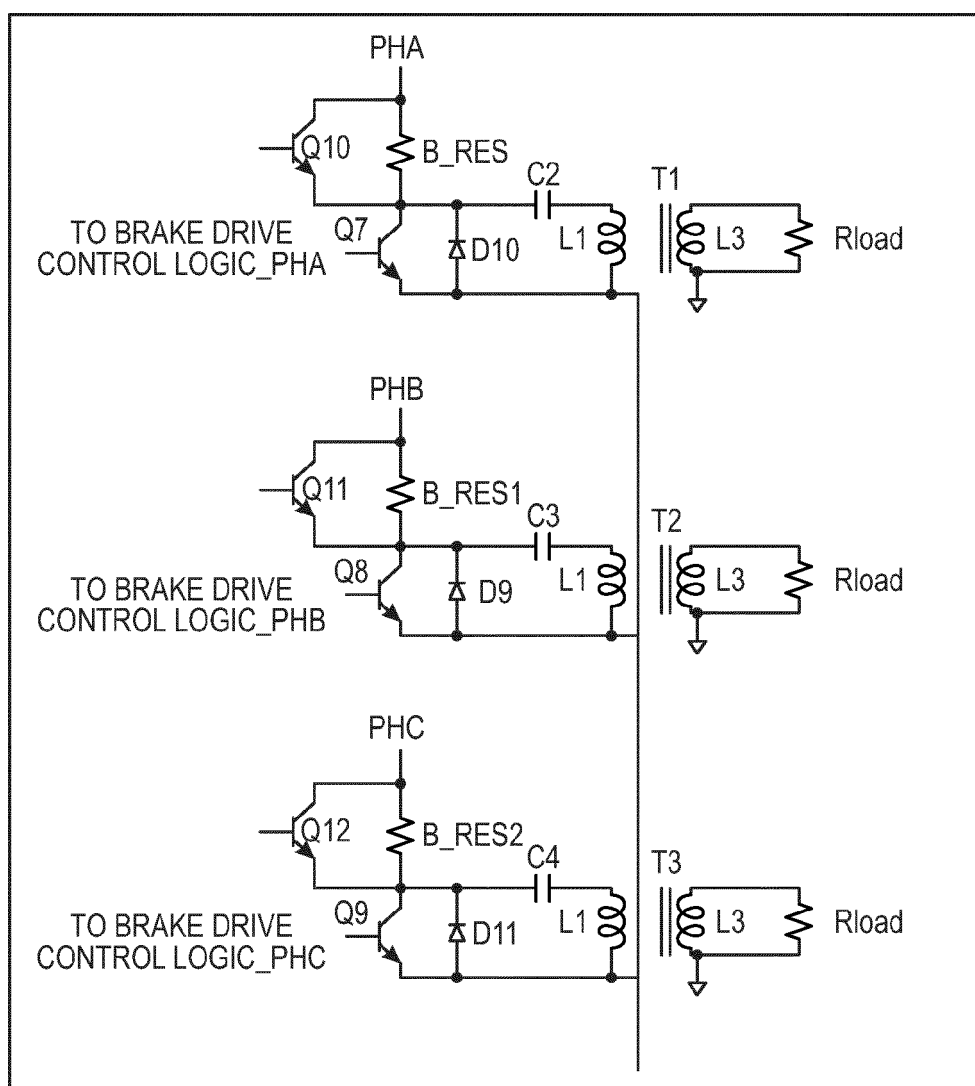 PHA
Q10
B_RES
C2
T1
TO BRAKE DRIVE
CONTROL LOGIC_PHA
Q7
D10
L1
L3
Rload
PHB
Q11
B_RES1
C3
T2
TO BRAKE DRIVE
CONTROL LOGIC_PHB
Q8
D9
L1
L3
Rload
PHC
Q12
B_RES2
C4
T3
TO BRAKE DRIVE
CONTROL LOGIC_PHC
Q9
D11
L1
L3
Rload